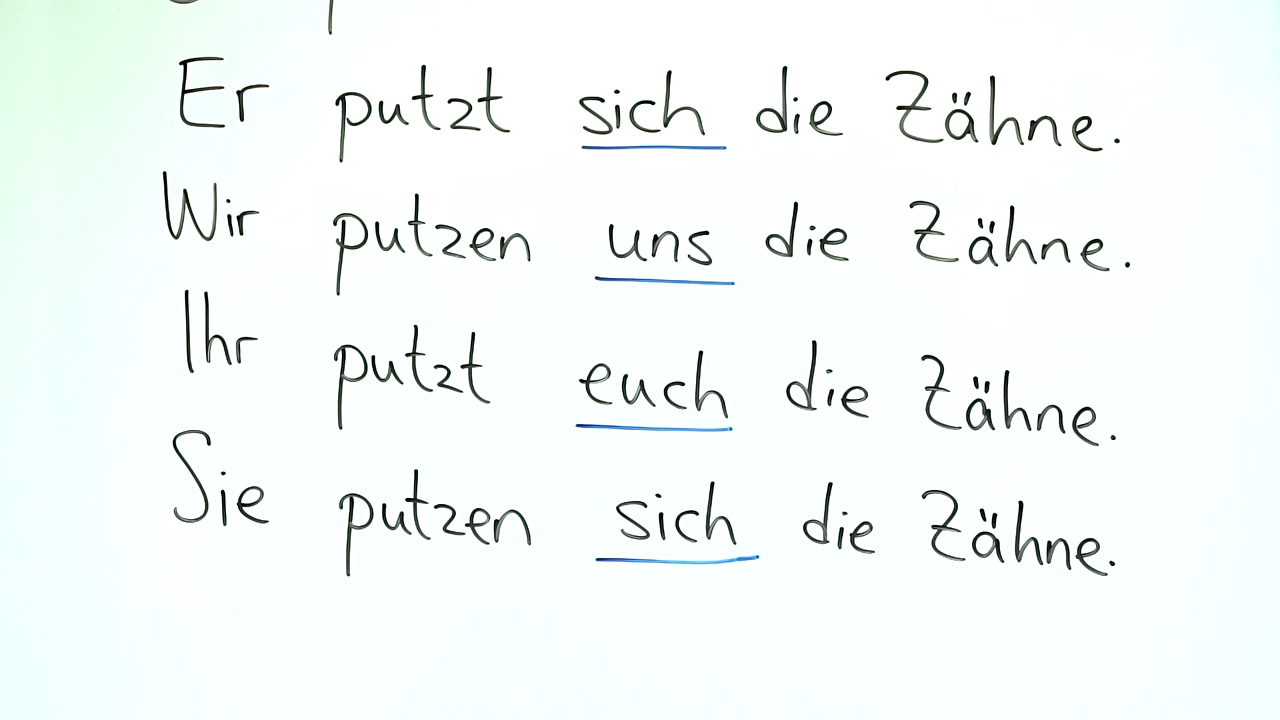 Er putzt sich die Zähne.
Wir putzen uns die Zähne.
Ihr putzt euch die Zähne.
Sie putzen sich die Zähne.